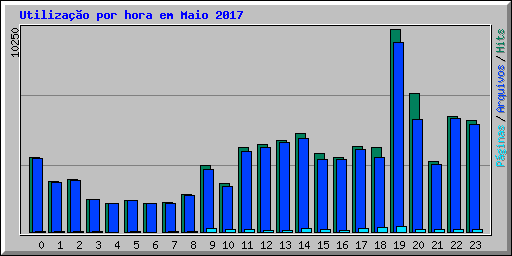 Utilização por hora em Maio 2017
10250
Páginas / Arquivos / Hits
0 1 2 3 4 5 6 7 8 9 10 11 12 13 14 15 16 17 18 19 20 21 22 23